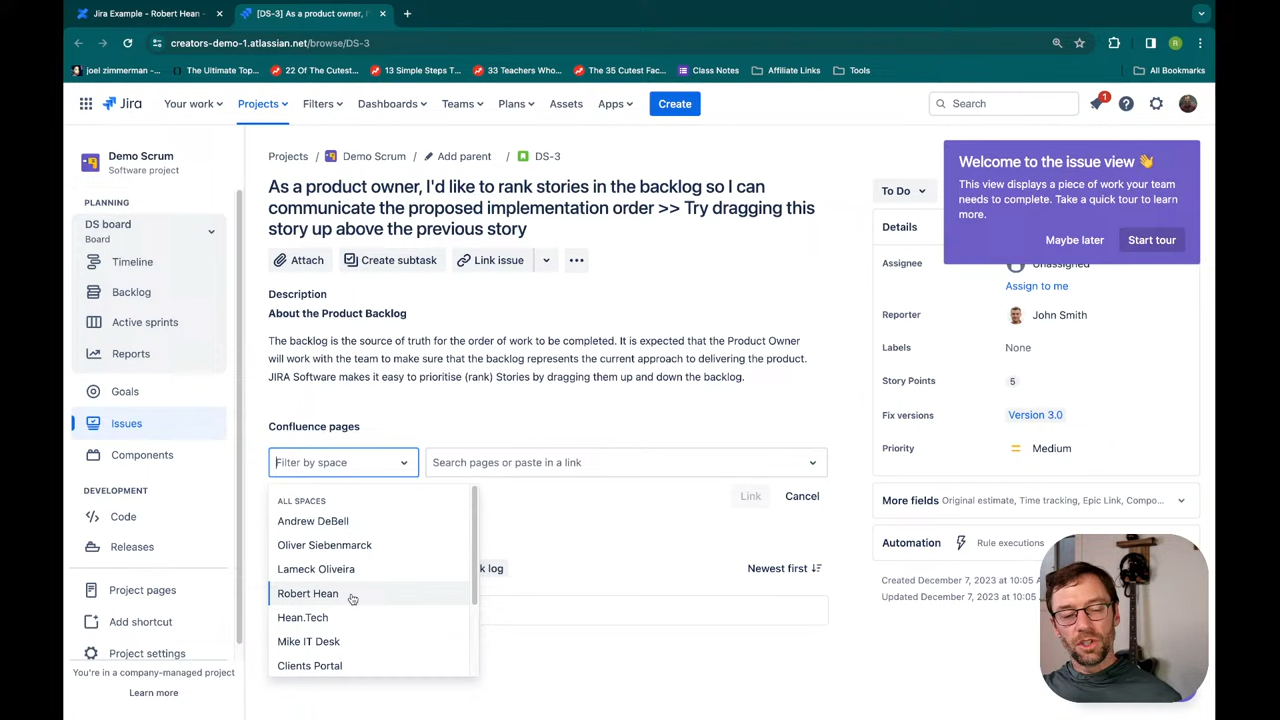 Jira Example - Robert Hean -
[DS-3] As a product owner, I'
creators-demo-1.atlassian.net/browse/DS-3
joel zimmerman -...
The Ultimate Top...
22 Of The Cutest...
13 Simple Steps T...
33 Teachers Who...
The 35 Cutest Fac...
Class Notes
Affiliate Links
Tools
All Bookmarks
Jira
Your work
Projects
Filters
Dashboards
Teams
Plans
Assets
Apps
Create
Search
1
Demo Scrum
Software project
PLANNING
DS board
Board
Timeline
Backlog
Active sprints
Reports
Goals
Issues
Components
DEVELOPMENT
Code
Releases
Project pages
Add shortcut
Project settings
You're in a company-managed project
Learn more
Projects / Demo Scrum / Add parent / DS-3
As a product owner, I'd like to rank stories in the backlog so I can
communicate the proposed implementation order >> Try dragging this
story up above the previous story
Attach
Create subtask
Link issue
Description
About the Product Backlog
The backlog is the source of truth for the order of work to be completed. It is expected that the Product Owner
will work with the team to make sure that the backlog represents the current approach to delivering the product.
JIRA Software makes it easy to prioritise (rank) Stories by dragging them up and down the backlog.
Confluence pages
Filter by space
Search pages or paste in a link
Link
Cancel
ALL SPACES
Andrew DeBell
Oliver Siebenmarck
Lameck Oliveira
Robert Hean
Hean.Tech
Mike IT Desk
Clients Portal
k log
Newest first
To Do
Welcome to the issue view 👋
This view displays a piece of work your team
needs to complete. Take a quick tour to learn
more.
Maybe later
Start tour
Details
Assignee
Unassigned
Assign to me
Reporter
John Smith
Labels
None
Story Points
5
Fix versions
Version 3.0
Priority
Medium
More fields Original estimate, Time tracking, Epic Link, Compo...
Automation
Rule executions
Created December 7, 2023 at 10:05 A
Updated December 7, 2023 at 10:05